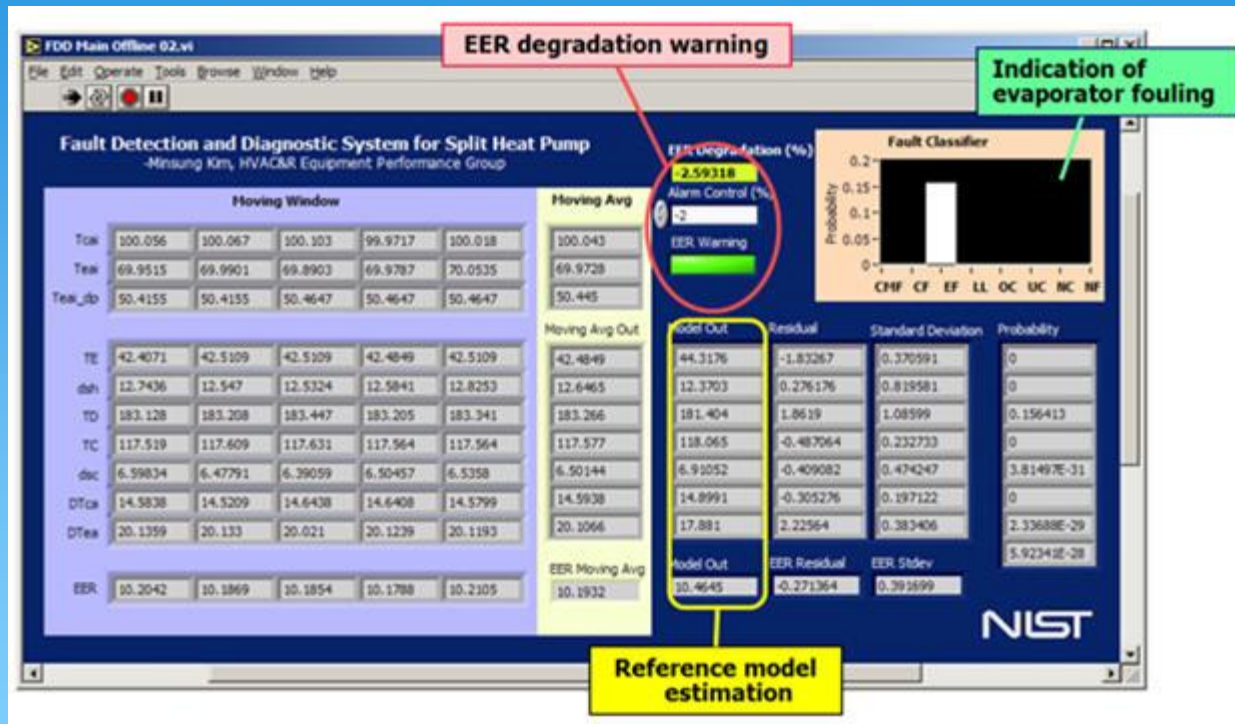 EER degradation warning
Indication of
evaporator fouling
FDD Main Offline 02.vi
File Edit Operate Tools Browse Window Help
Fault Detection and Diagnostic System for Split Heat Pump
-Minsung Kim, HVAC&R Equipment Performance Group
EER Degradation (%)
-2.59318
Alarm Control (%)
-2
EER Warning
Fault Classifier
Probability
0.2
0.15
0.1
0.05
0
CMF CF EF LL OC UC NC NF
Moving Window Moving Avg
Tcai 100.056 100.067 100.103 99.9717 100.018 100.043
Teai 69.9515 69.9901 69.8903 69.9787 70.0535 69.9728
Teai_dp 50.4155 50.4155 50.4647 50.4647 50.4647 50.445
Moving Avg Out Model Out Residual Standard Deviation Probability
TE 42.4071 42.5109 42.5109 42.4849 42.5109 42.4849 44.3176 -1.83267 0.370591 0
dsh 12.7436 12.547 12.5324 12.5841 12.8253 12.6465 12.3703 0.276176 0.819581 0
TD 183.128 183.208 183.447 183.205 183.341 183.266 181.404 1.8619 1.08599 0.156413
TC 117.519 117.609 117.631 117.564 117.564 117.577 118.065 -0.487064 0.232733 0
dsc 6.59834 6.47791 6.39059 6.50457 6.5358 6.50144 6.91052 -0.409082 0.474247 3.81497E-31
DTca 14.5838 14.5209 14.6438 14.6408 14.5799 14.5938 14.8991 -0.305276 0.197122 0
DTea 20.1359 20.133 20.021 20.1239 20.1193 20.1066 17.881 2.22564 0.383406 2.33688E-29
5.92341E-28
EER Moving Avg Model Out EER Residual EER Stdev
EER 10.2042 10.1869 10.1854 10.1788 10.2105 10.1932 10.4645 -0.271364 0.391699
NIST
Reference model
estimation